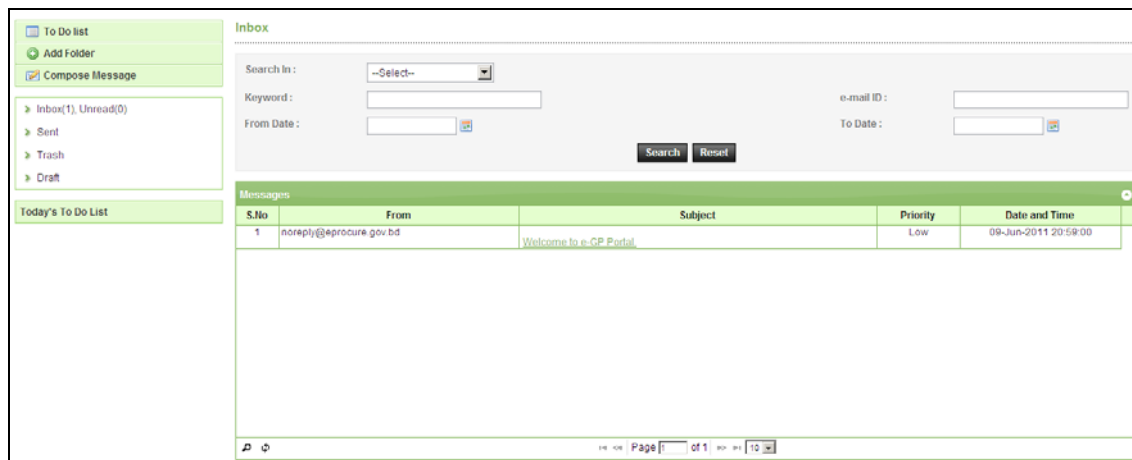 To Do list
Add Folder
Compose Message
Inbox(1), Unread(0)
Sent
Trash
Draft
Today's To Do List
Inbox
Search In :
--Select--
Keyword :
e-mail ID :
From Date :
To Date :
Search Reset
Messages
S.No From Subject Priority Date and Time
1 noreply@eprocure.gov.bd Welcome to e-GP Portal. Low 09-Jun-2011 20:59:00
Page 1 of 1 10